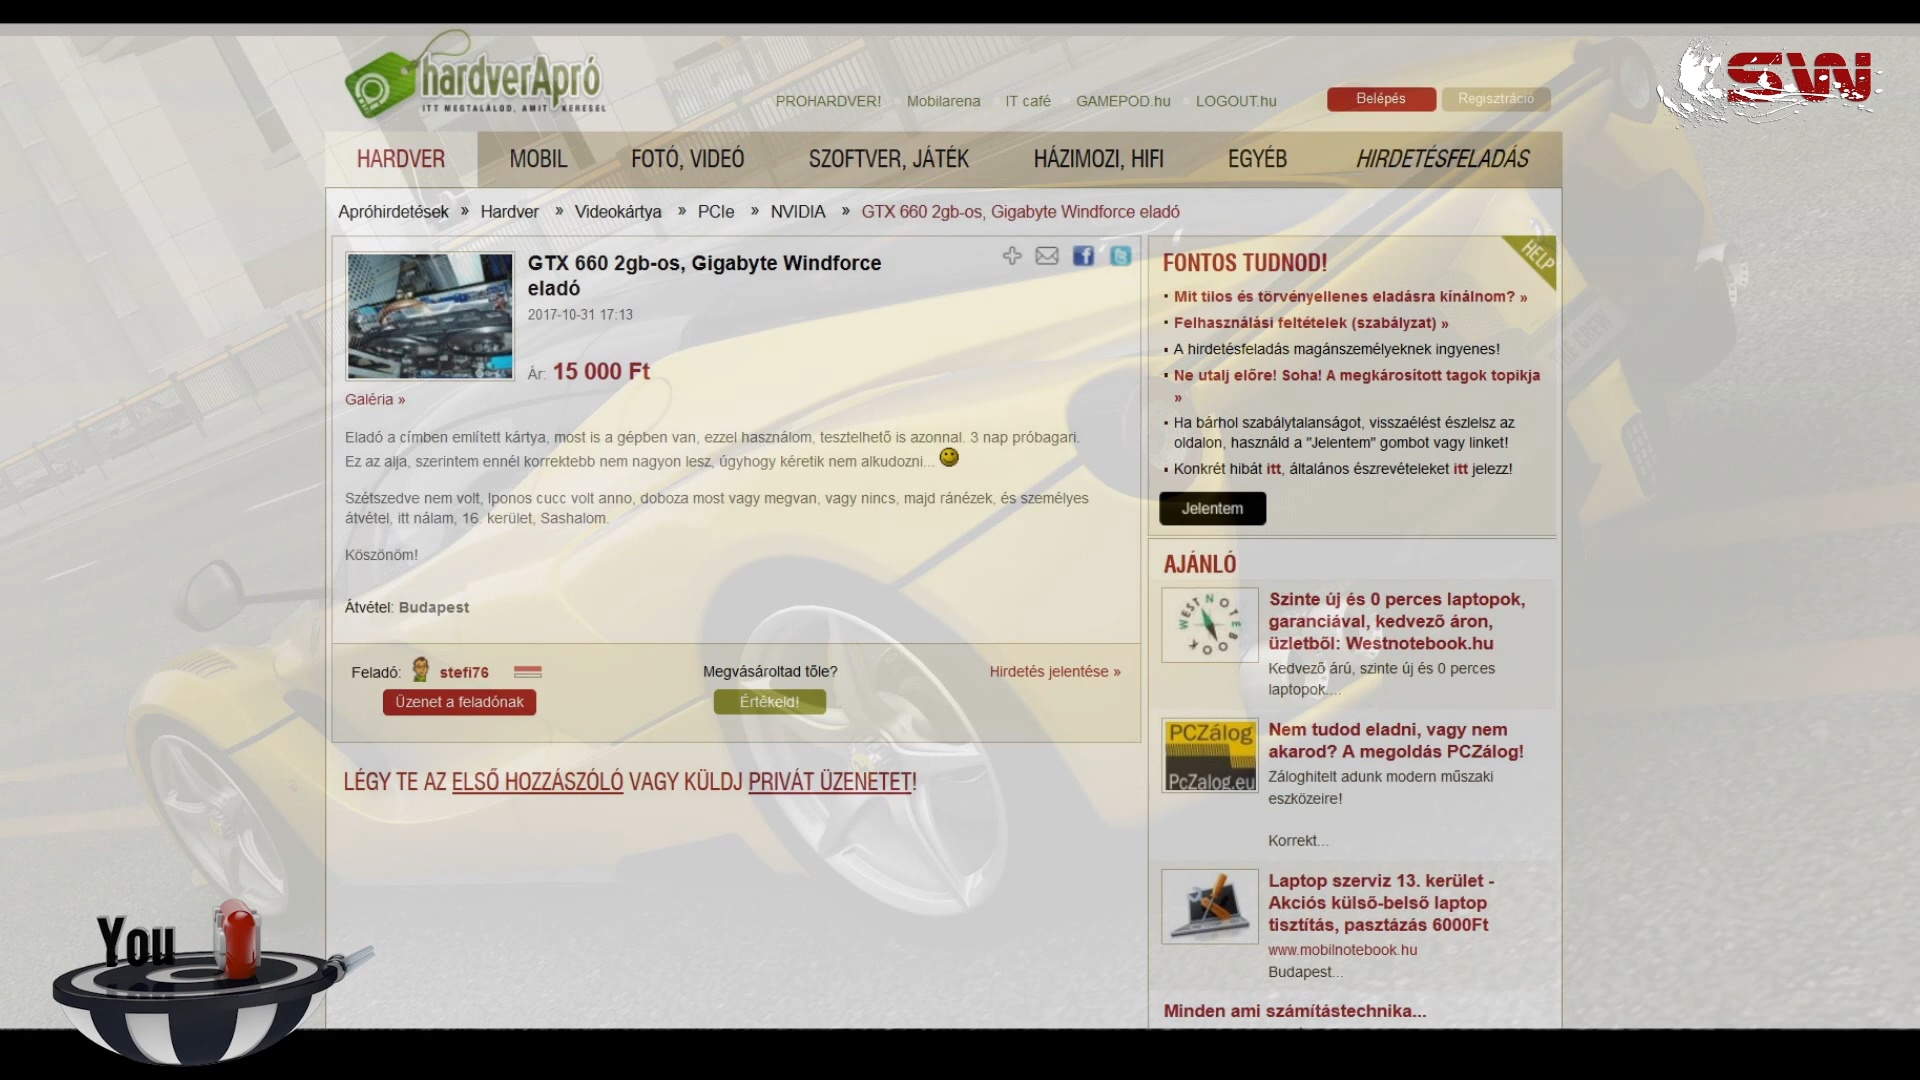 hardverApró
ITT MEGTALÁLOD, AMIT KERESEL
PROHARDVER! Mobilarena IT café GAMEPOD.hu LOGOUT.hu
Belépés Regisztráció
SW
HARDVER MOBIL FOTÓ, VIDEÓ SZOFTVER, JÁTÉK HÁZIMOZI, HIFI EGYÉB HIRDETÉSFELADÁS
Apróhirdetések » Hardver » Videokártya » PCIe » NVIDIA » GTX 660 2gb-os, Gigabyte Windforce eladó
GTX 660 2gb-os, Gigabyte Windforce
eladó
2017-10-31 17:13
Ár: 15 000 Ft
Galéria »
Eladó a címben említett kártya, most is a gépben van, ezzel használom, tesztelhető is azonnal. 3 nap próbagari.
Ez az alja, szerintem ennél korrektebb nem nagyon lesz, úgyhogy kéretik nem alkudozni...
Szétszedve nem volt, Iponos cucc volt anno, doboza most vagy megvan, vagy nincs, majd ránézek, és személyes
átvétel, itt nálam, 16. kerület, Sashalom.
Köszönöm!
Átvétel: Budapest
Feladó: stefi76
Üzenet a feladónak
Megvásároltad tőle?
Értékeld!
Hirdetés jelentése »
LÉGY TE AZ ELSŐ HOZZÁSZÓLÓ VAGY KÜLDJ PRIVÁT ÜZENETET!
FONTOS TUDNOD!
HELP
Mit tilos és törvényellenes eladásra kínálnom? »
Felhasználási feltételek (szabályzat) »
A hirdetésfeladás magánszemélyeknek ingyenes!
Ne utalj előre! Soha! A megkárosított tagok topikja
»
Ha bárhol szabálytalanságot, visszaélést észlelsz az
oldalon, használd a "Jelentem" gombot vagy linket!
Konkrét hibát itt, általános észrevételeket itt jelezz!
Jelentem
AJÁNLÓ
WESTNOTEBOOK
Szinte új és 0 perces laptopok,
garanciával, kedvező áron,
üzletből: Westnotebook.hu
Kedvező árú, szinte új és 0 perces
laptopok....
PCZálog
PcZalog.eu
Nem tudod eladni, vagy nem
akarod? A megoldás PCZálog!
Záloghitelt adunk modern műszaki
eszközeire!
Korrekt...
Laptop szerviz 13. kerület -
Akciós külső-belső laptop
tisztítás, pasztázás 6000Ft
www.mobilnotebook.hu
Budapest...
Minden ami számítástechnika...
You